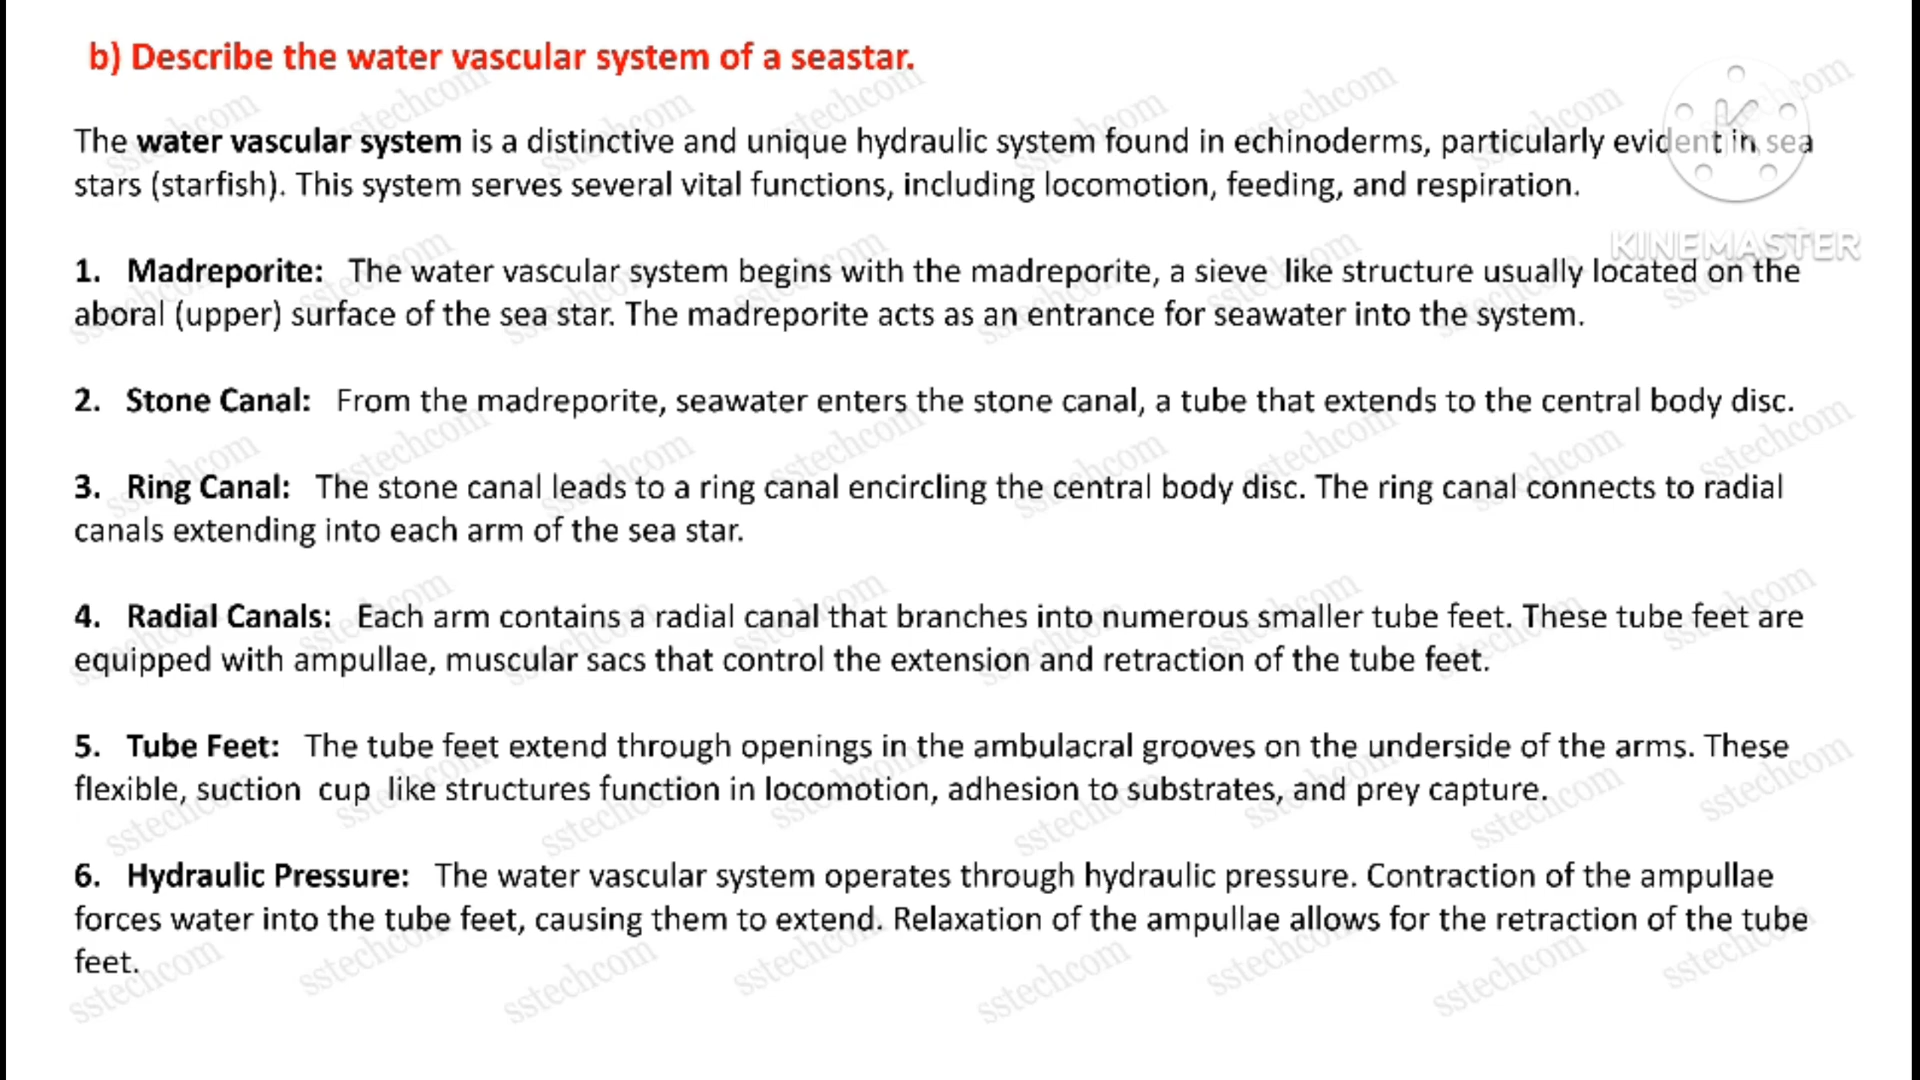 b) Describe the water vascular system of a seastar.
The water vascular system is a distinctive and unique hydraulic system found in echinoderms, particularly evident in sea
stars (starfish). This system serves several vital functions, including locomotion, feeding, and respiration.
KINEMASTER
1. Madreporite: The water vascular system begins with the madreporite, a sieve like structure usually located on the
aboral (upper) surface of the sea star. The madreporite acts as an entrance for seawater into the system.
2. Stone Canal: From the madreporite, seawater enters the stone canal, a tube that extends to the central body disc.
3. Ring Canal: The stone canal leads to a ring canal encircling the central body disc. The ring canal connects to radial
canals extending into each arm of the sea star.
4. Radial Canals: Each arm contains a radial canal that branches into numerous smaller tube feet. These tube feet are
equipped with ampullae, muscular sacs that control the extension and retraction of the tube feet.
5. Tube Feet: The tube feet extend through openings in the ambulacral grooves on the underside of the arms. These
flexible, suction cup like structures function in locomotion, adhesion to substrates, and prey capture.
6. Hydraulic Pressure: The water vascular system operates through hydraulic pressure. Contraction of the ampullae
forces water into the tube feet, causing them to extend. Relaxation of the ampullae allows for the retraction of the tube
feet.
sstechcom